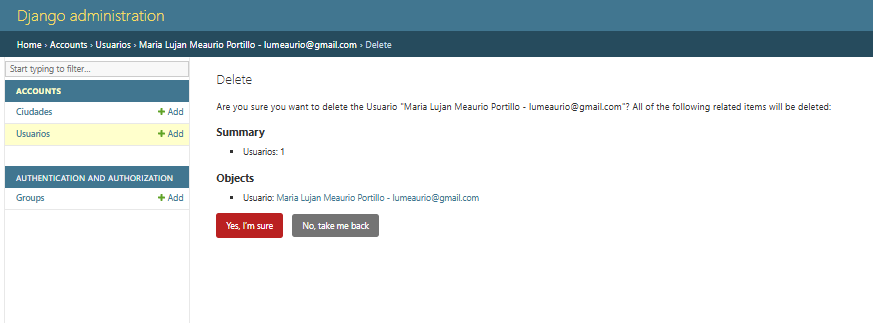 Django administration
Home › Accounts › Usuarios › Maria Lujan Meaurio Portillo - lumeaurio@gmail.com › Delete
Start typing to filter...
ACCOUNTS
Ciudades + Add
Usuarios + Add
AUTHENTICATION AND AUTHORIZATION
Groups + Add
Delete
Are you sure you want to delete the Usuario "Maria Lujan Meaurio Portillo - lumeaurio@gmail.com"? All of the following related items will be deleted:
Summary
Usuarios: 1
Objects
Usuario: Maria Lujan Meaurio Portillo - lumeaurio@gmail.com
Yes, I'm sure
No, take me back